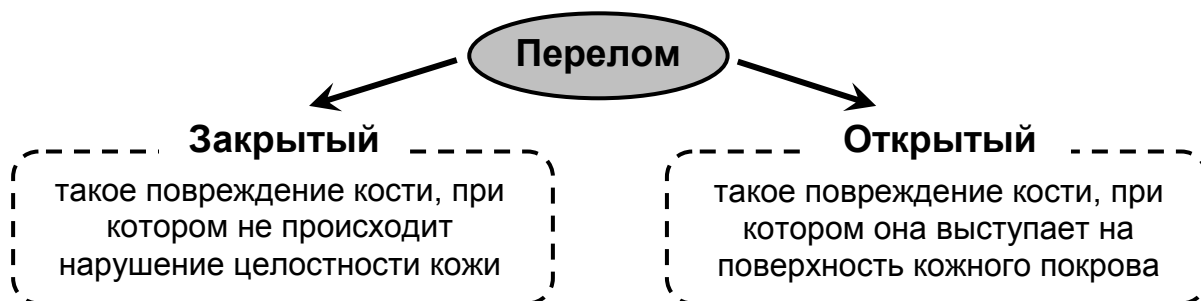 Перелом
Закрытый
такое повреждение кости, при
котором не происходит
нарушение целостности кожи
Открытый
такое повреждение кости, при
котором она выступает на
поверхность кожного покрова